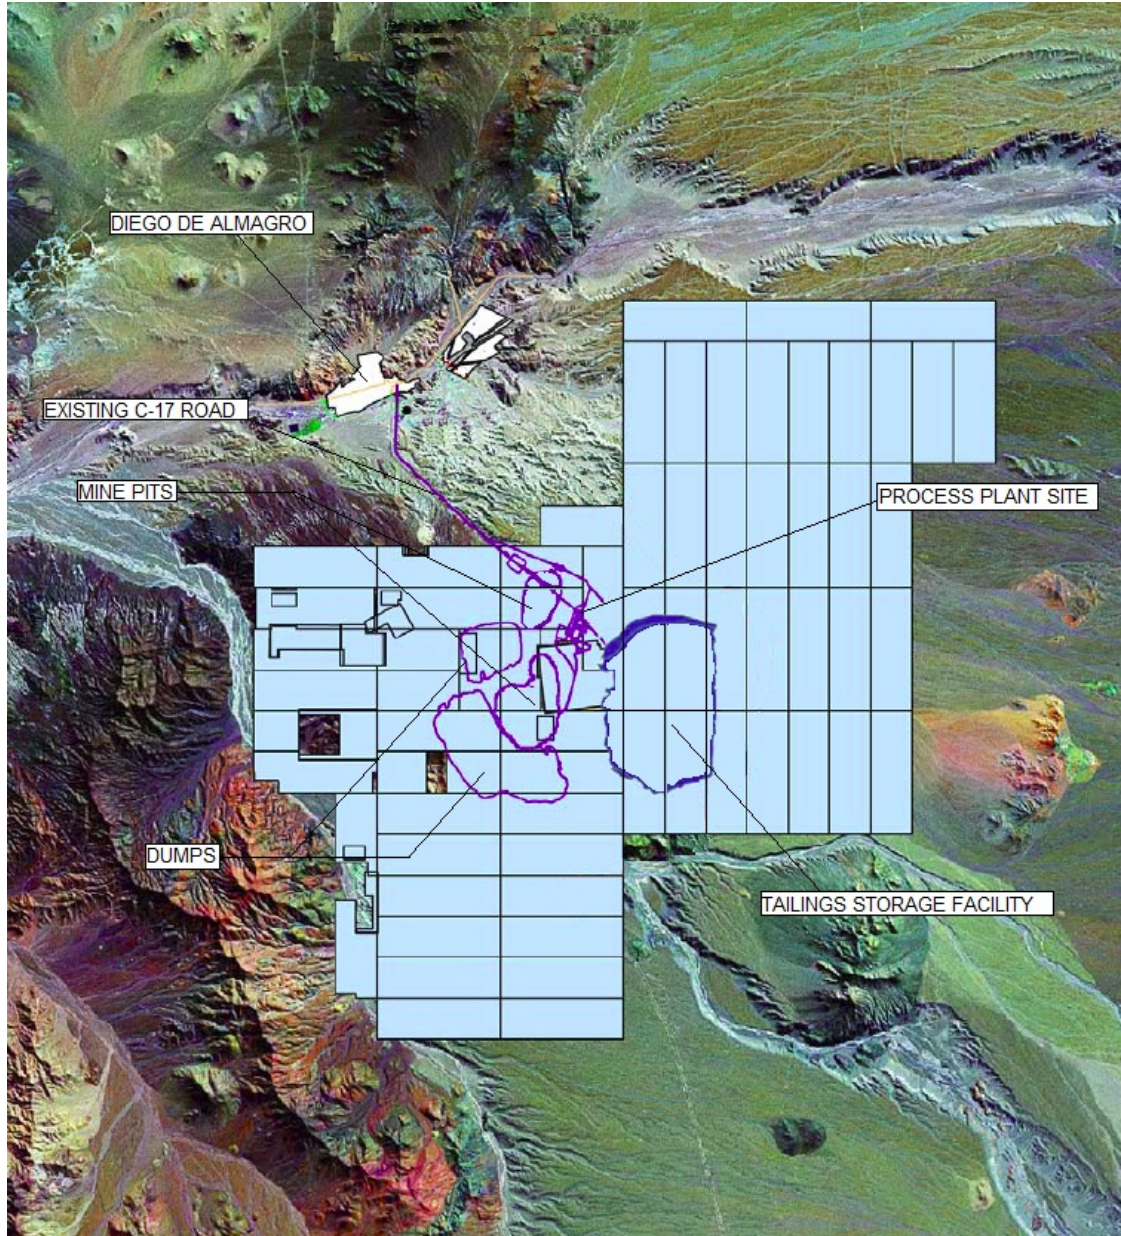 DIEGO DE ALMAGRO
EXISTING C-17 ROAD
MINE PITS
PROCESS PLANT SITE
DUMPS
TAILINGS STORAGE FACILITY